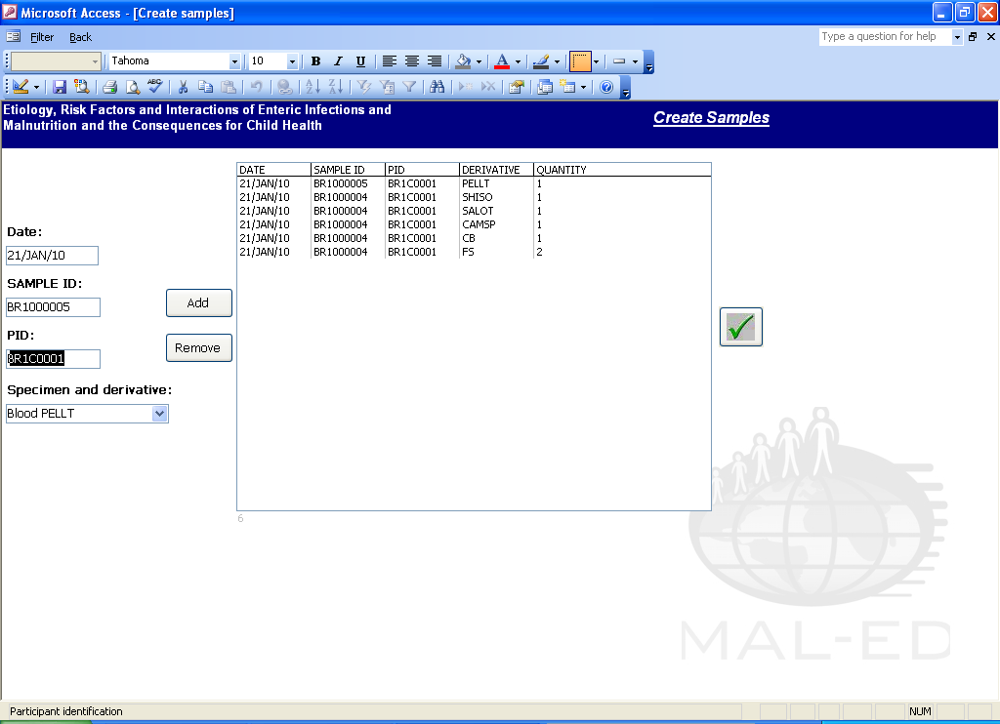 Microsoft Access - [Create samples]
Filter Back
Type a question for help
Tahoma 10 B I U
Etiology, Risk Factors and Interactions of Enteric Infections and
Malnutrition and the Consequences for Child Health
Create Samples
DATE SAMPLE ID PID DERIVATIVE QUANTITY
21/JAN/10 BR1000005 BR1C0001 PELLT 1
21/JAN/10 BR1000004 BR1C0001 SHISO 1
21/JAN/10 BR1000004 BR1C0001 SALOT 1
21/JAN/10 BR1000004 BR1C0001 CAMSP 1
21/JAN/10 BR1000004 BR1C0001 CB 1
21/JAN/10 BR1000004 BR1C0001 FS 2
6
Date:
21/JAN/10
SAMPLE ID:
BR1000005
PID:
BR1C0001
Specimen and derivative:
Blood PELLT
Add
Remove
MAL-ED
Participant identification
NUM